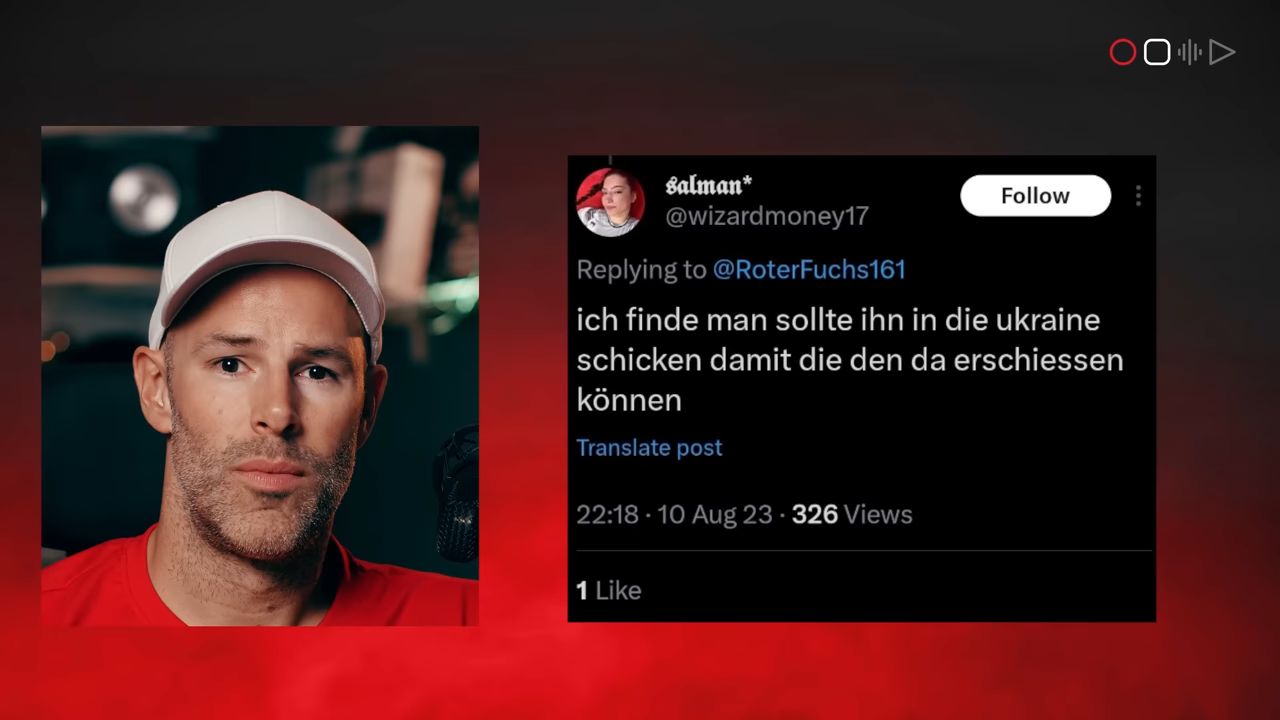 salman*
@wizardmoney17
Follow
Replying to @RoterFuchs161
ich finde man sollte ihn in die ukraine
schicken damit die den da erschiessen
können
Translate post
22:18 · 10 Aug 23 · 326 Views
1 Like